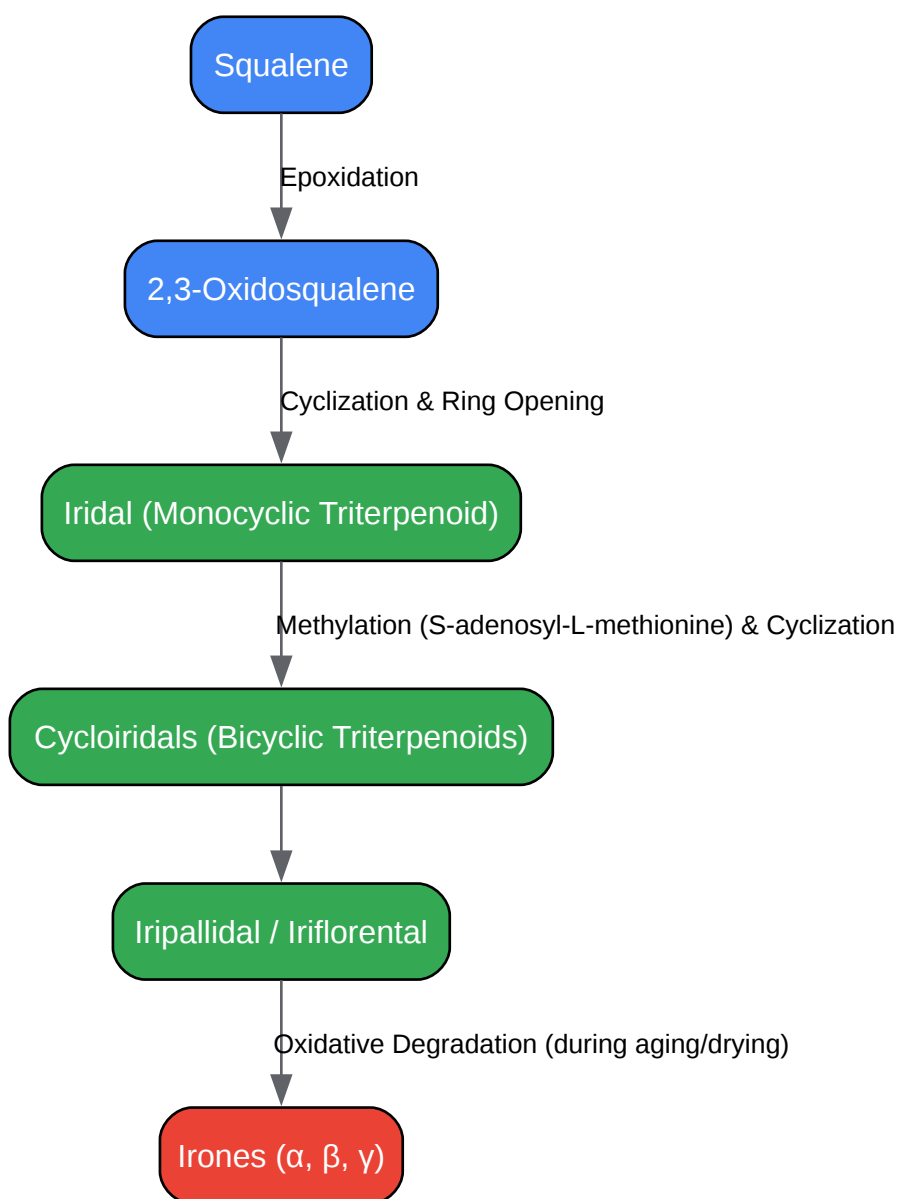 Squalene
Epoxidation
2,3-Oxidosqualene
Cyclization & Ring Opening
Iridal (Monocyclic Triterpenoid)
Methylation (S-adenosyl-L-methionine) & Cyclization
Cycloiridals (Bicyclic Triterpenoids)
Iripallidal / Iriflorental
Oxidative Degradation (during aging/drying)
Irones (α, β, γ)